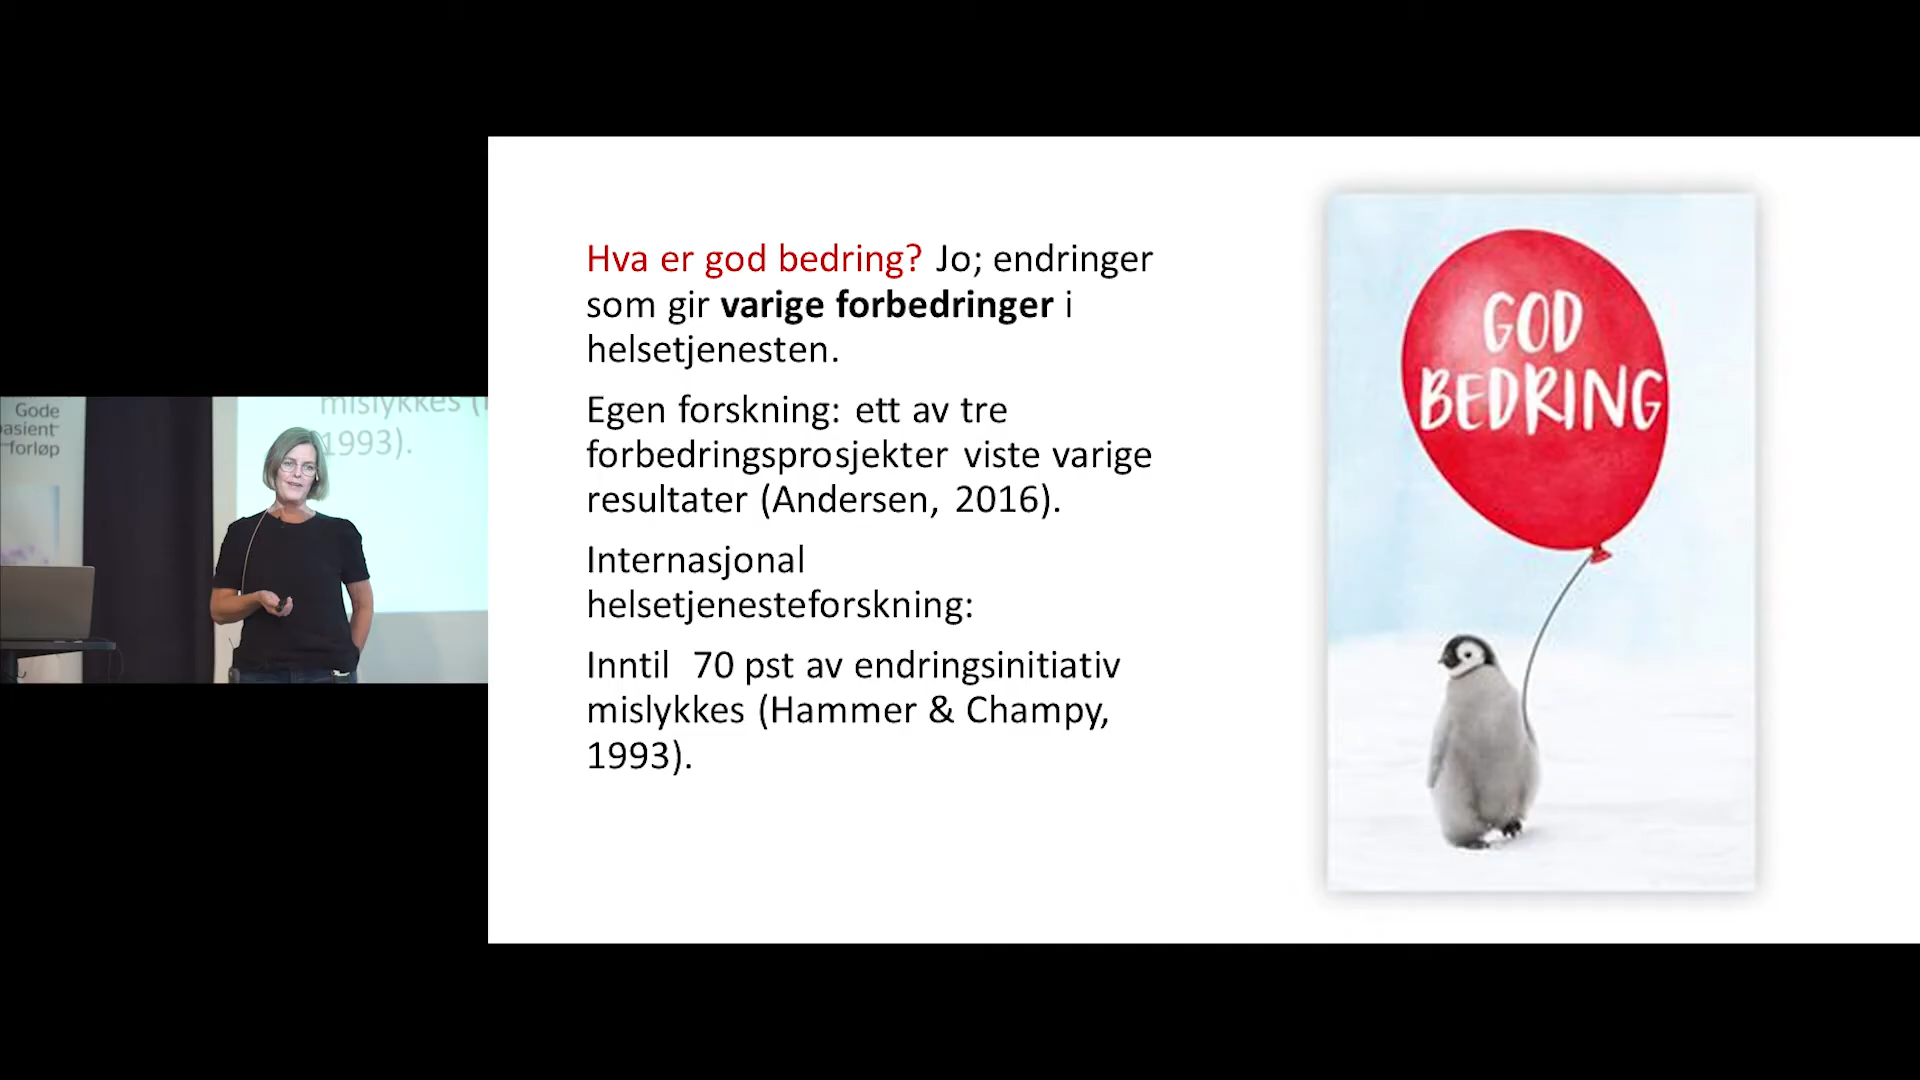 Hva er god bedring? Jo; endringer
som gir varige forbedringer i
helsetjenesten.
Egen forskning: ett av tre
forbedringsprosjekter viste varige
resultater (Andersen, 2016).
Internasjonal
helsetjenesteforskning:
Inntil 70 pst av endringsinitiativ
mislykkes (Hammer & Champy,
1993).
GOD
BEDRING
Gode
pasient
forløp
mislykkes (
1993).